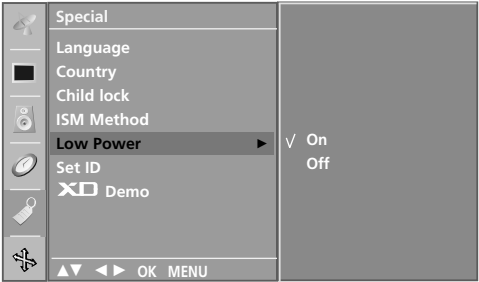 Special
Language
Country
Child lock
ISM Method
Low Power ►
Set ID
XD Demo
√ On
Off
▲▼ ◄► OK MENU